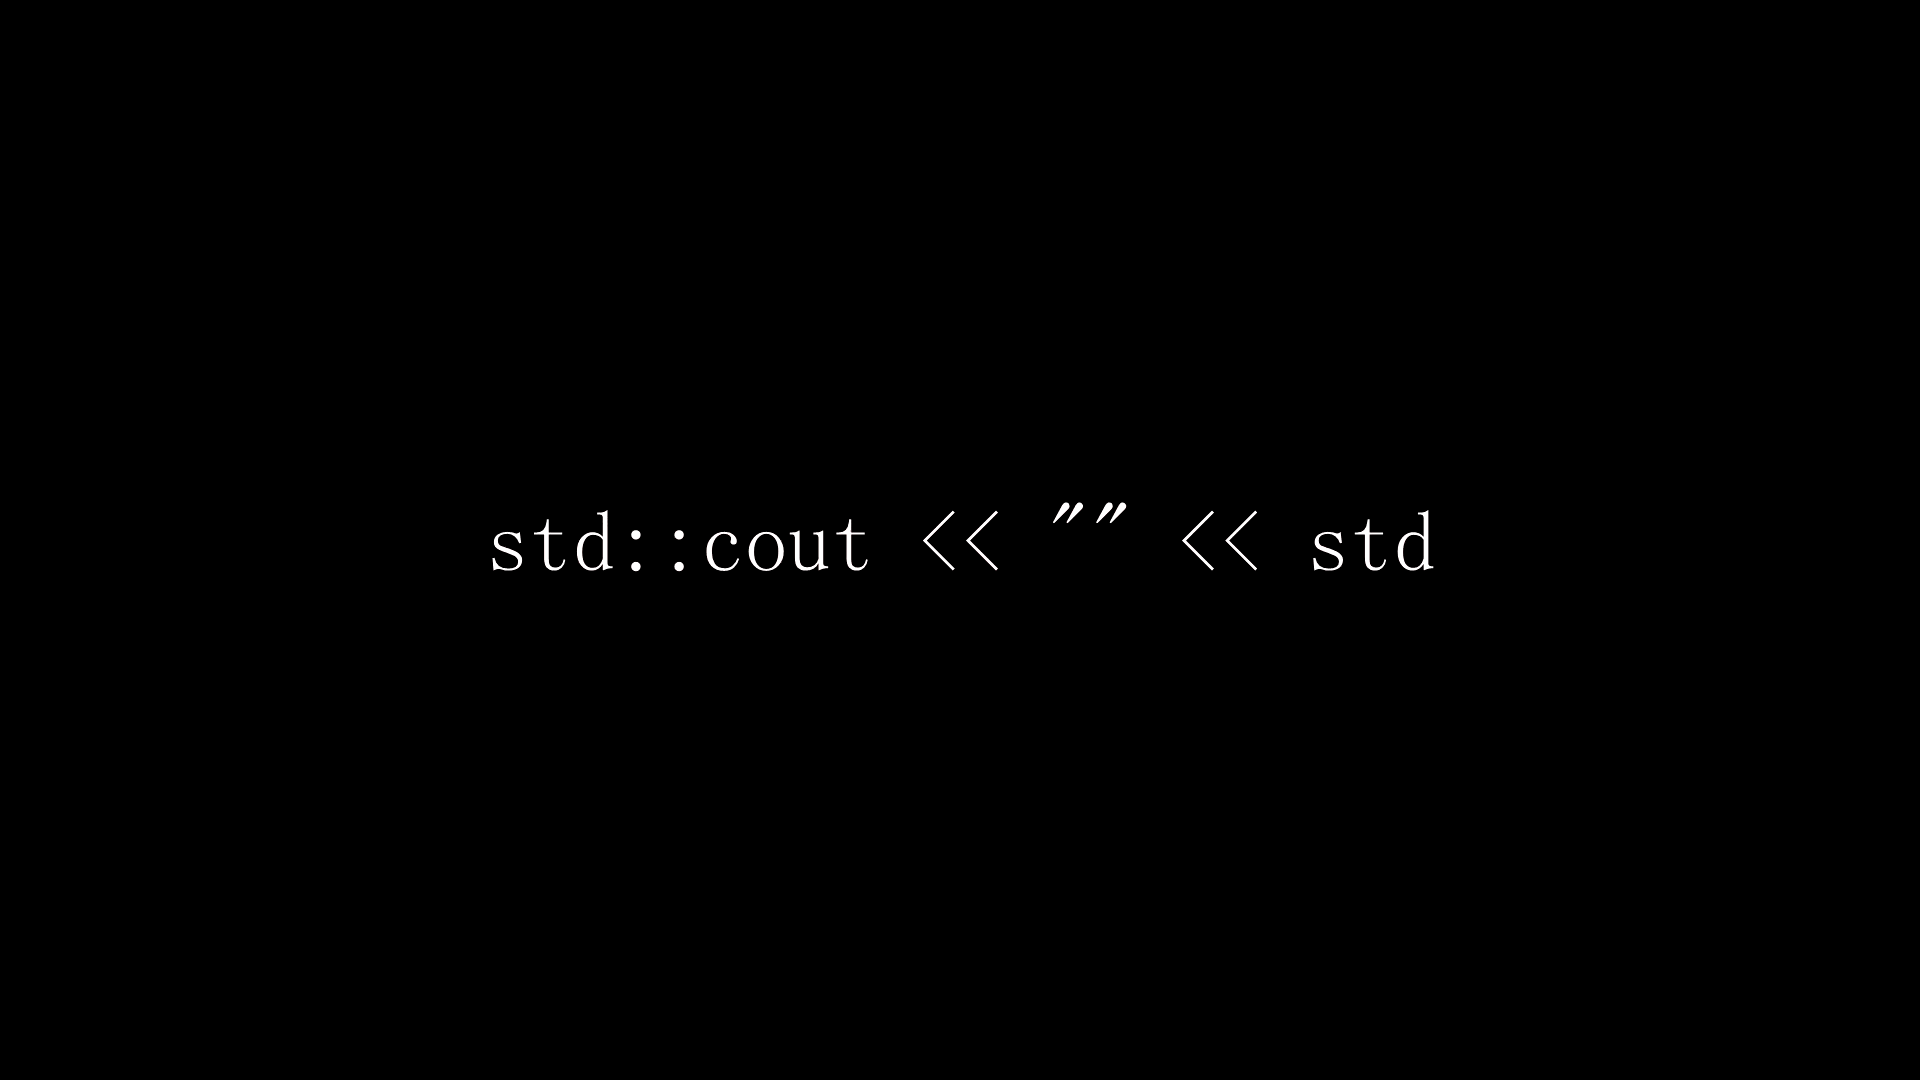 std::cout << "" << std